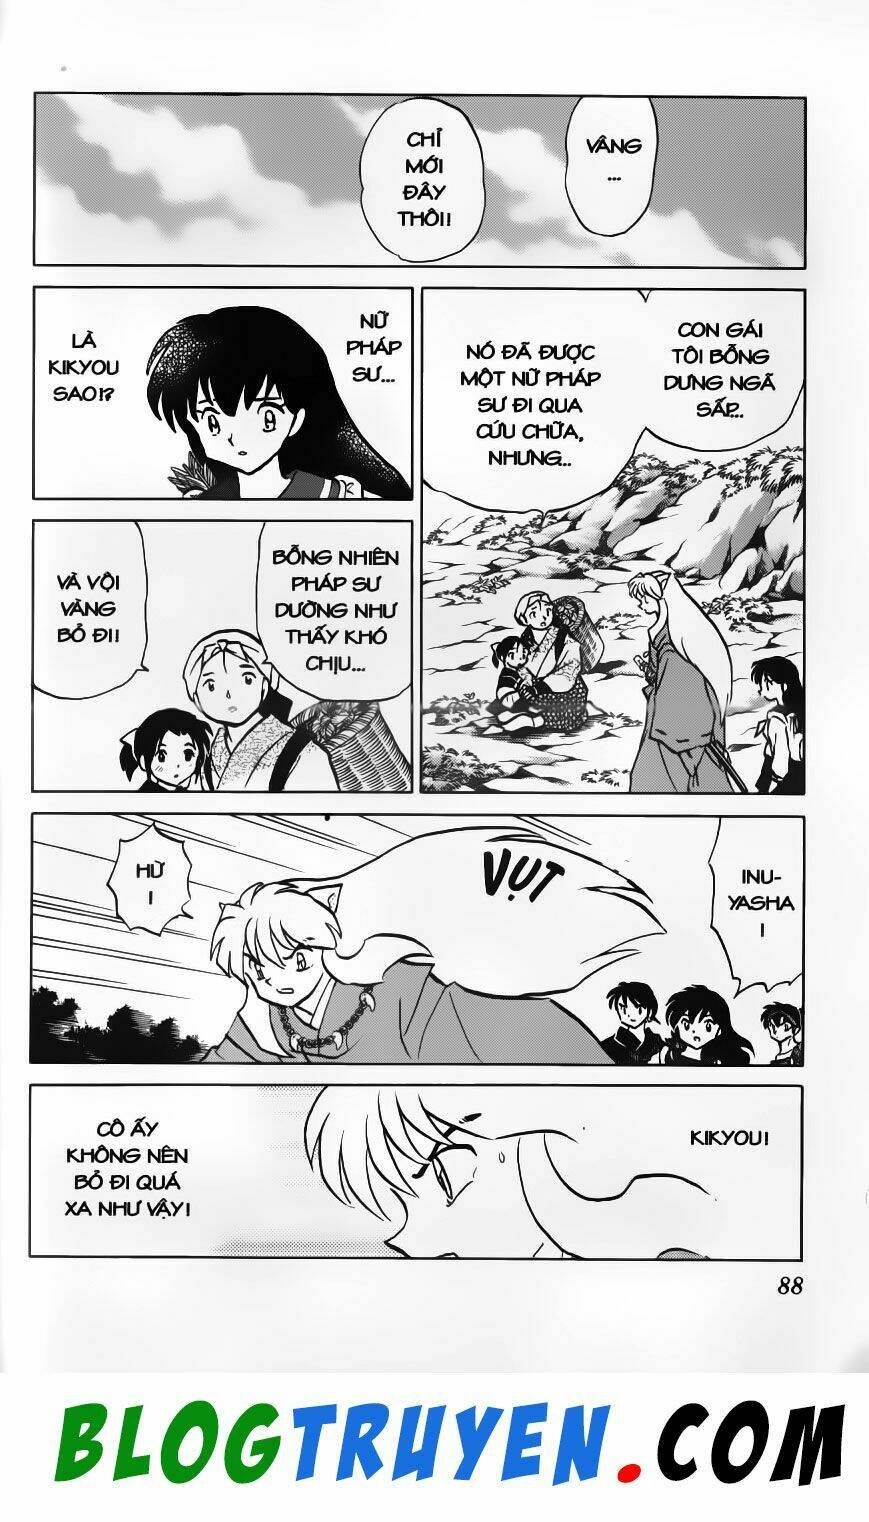 VÂNG
...
CHỈ
MỚI
ĐÂY
THÔI!
CON GÁI
TÔI BỖNG
DƯNG NGÃ
SẤP...
NÓ ĐÃ ĐƯỢC
MỘT NỮ PHÁP
SƯ ĐI QUA
CỨU CHỮA,
NHƯNG...
NỮ
PHÁP
SƯ...
LÀ
KIKYOU
SAO!?
BỖNG NHIÊN
PHÁP SƯ
DƯỜNG NHƯ
THẤY KHÓ
CHỊU...
VÀ VỘI
VÀNG
BỎ ĐI!
INU-
YASHA
!
VỤT
HỪ
!
KIKYOU!
CÔ ẤY
KHÔNG NÊN
BỎ ĐI QUÁ
XA NHƯ VẬY!
88
BLOGTRUYEN.COM